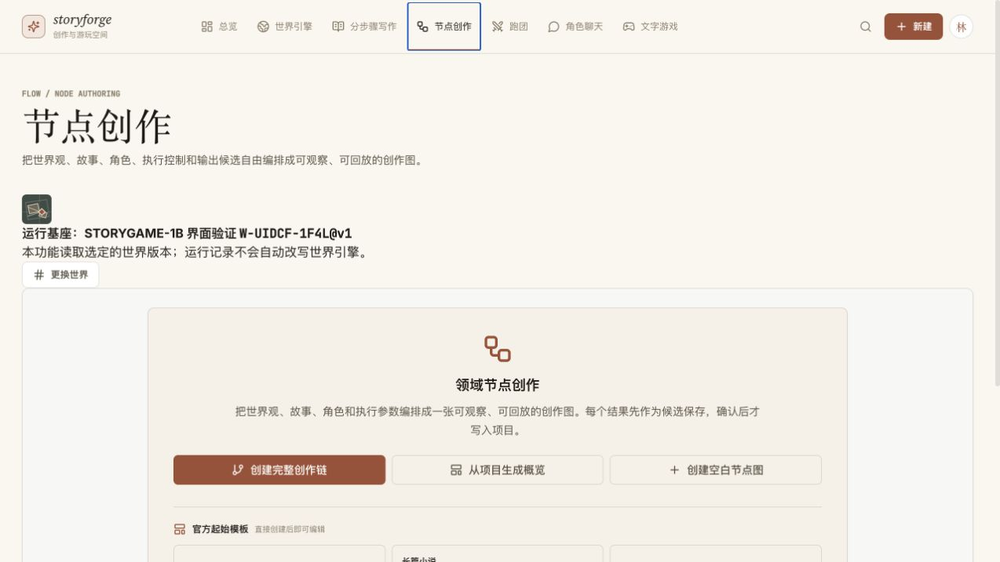 storyforge
创作与游玩空间
总览
世界引擎
分步骤写作
节点创作
跑团
角色聊天
文字游戏
新建
林
FLOW / NODE AUTHORING
节点创作
把世界观、故事、角色、执行控制和输出候选自由编排成可观察、可回放的创作图。
运行基座：STORYGAME-1B 界面验证 W-UIDCF-1F4L@v1
本功能读取选定的世界版本；运行记录不会自动改写世界引擎。
更换世界
领域节点创作
把世界观、故事、角色和执行参数编排成一张可观察、可回放的创作图。每个结果先作为候选保存，确认后才
写入项目。
创建完整创作链
从项目生成概览
创建空白节点图
官方起始模板 直接创建后即可编辑
长篇小说